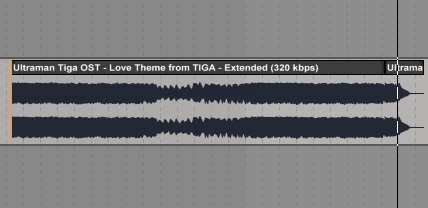 Ultraman Tiga OST - Love Theme from TIGA - Extended (320 kbps)
Ultrama